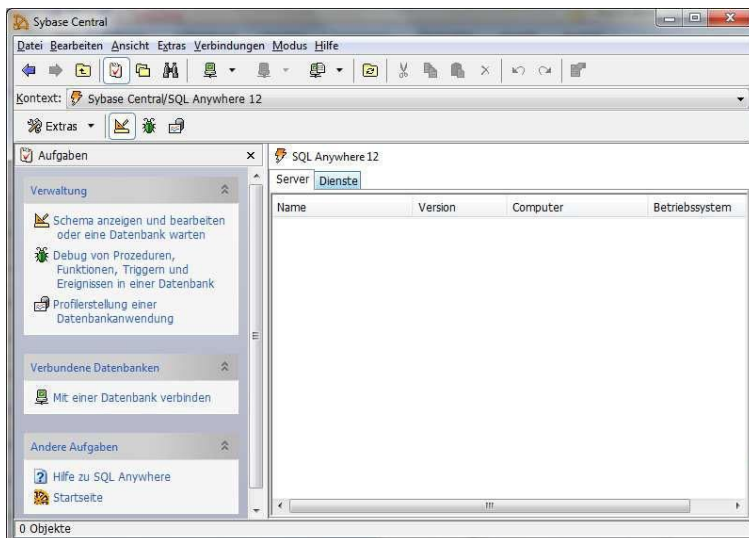 Sybase Central
Datei Bearbeiten Ansicht Extras Verbindungen Modus Hilfe
Kontext: Sybase Central/SQL Anywhere 12
Extras
Aufgaben
Verwaltung
Schema anzeigen und bearbeiten
oder eine Datenbank warten
Debug von Prozeduren,
Funktionen, Triggern und
Ereignissen in einer Datenbank
Profilerstellung einer
Datenbankanwendung
Verbundene Datenbanken
Mit einer Datenbank verbinden
Andere Aufgaben
Hilfe zu SQL Anywhere
Startseite
SQL Anywhere 12
Server Dienste
Name Version Computer Betriebssystem
0 Objekte